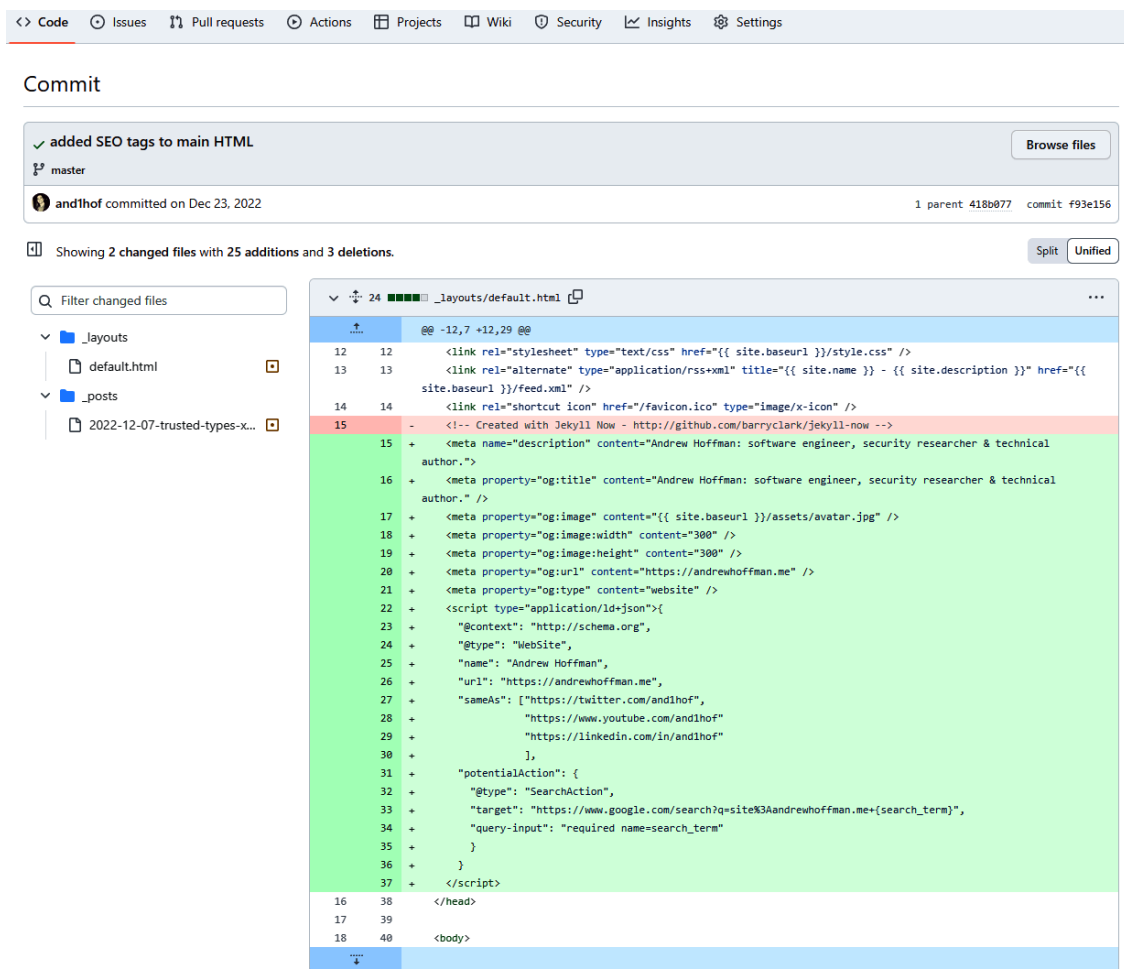 Code Issues Pull requests Actions Projects Wiki Security Insights Settings
Commit
added SEO tags to main HTML
Browse files
master
and1hof committed on Dec 23, 2022
1 parent 418b077 commit f93e156
Showing 2 changed files with 25 additions and 3 deletions.
Split Unified
Filter changed files
_layouts
default.html
_posts
2022-12-07-trusted-types-x...
24 _layouts/default.html
@@ -12,7 +12,29 @@
12 12 <link rel="stylesheet" type="text/css" href="{{ site.baseurl }}/style.css" />
13 13 <link rel="alternate" type="application/rss+xml" title="{{ site.name }} - {{ site.description }}" href="{{
site.baseurl }}/feed.xml" />
14 14 <link rel="shortcut icon" href="/favicon.ico" type="image/x-icon" />
15 - <!-- Created with Jekyll Now - http://github.com/barryclark/jekyll-now -->
15 + <meta name="description" content="Andrew Hoffman: software engineer, security researcher & technical
author.">
16 + <meta property="og:title" content="Andrew Hoffman: software engineer, security researcher & technical
author." />
17 + <meta property="og:image" content="{{ site.baseurl }}/assets/avatar.jpg" />
18 + <meta property="og:image:width" content="300" />
19 + <meta property="og:image:height" content="300" />
20 + <meta property="og:url" content="https://andrewhoffman.me" />
21 + <meta property="og:type" content="website" />
22 + <script type="application/ld+json">{
23 + "@context": "http://schema.org",
24 + "@type": "WebSite",
25 + "name": "Andrew Hoffman",
26 + "url": "https://andrewhoffman.me",
27 + "sameAs": ["https://twitter.com/and1hof",
28 + "https://www.youtube.com/and1hof"
29 + "https://linkedin.com/in/and1hof"
30 + ],
31 + "potentialAction": {
32 + "@type": "SearchAction",
33 + "target": "https://www.google.com/search?q=site%3Aandrewhoffman.me+{search_term}",
34 + "query-input": "required name=search_term"
35 + }
36 + }
37 + </script>
16 38 </head>
17 39
18 40 <body>